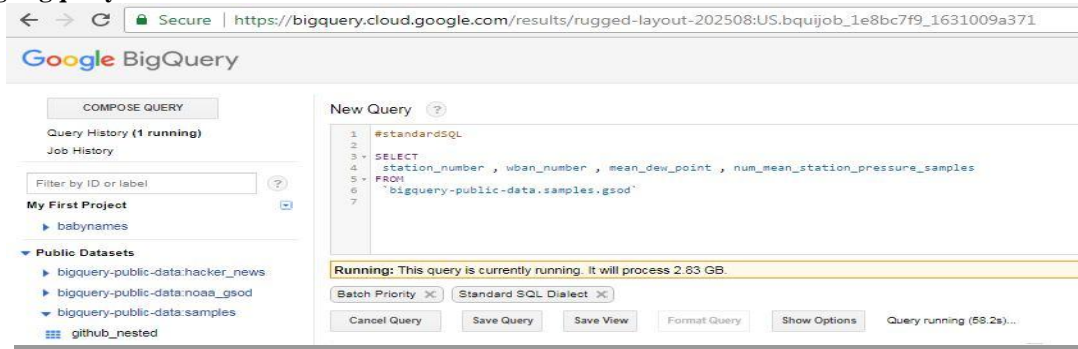 Secure | https://bigquery.cloud.google.com/results/rugged-layout-202508:US.bquijob_1e8bc7f9_1631009a371
Google BigQuery
COMPOSE QUERY
Query History (1 running)
Job History
Filter by ID or label ?
My First Project
babynames
Public Datasets
bigquery-public-data:hacker_news
bigquery-public-data:noaa_gsod
bigquery-public-data:samples
github_nested
New Query ?
1 #standardSQL
2
3 SELECT
4 station_number , wban_number , mean_dew_point , num_mean_station_pressure_samples
5 FROM
6 `bigquery-public-data.samples.gsod`
7
Running: This query is currently running. It will process 2.83 GB.
Batch Priority Standard SQL Dialect
Cancel Query Save Query Save View Format Query Show Options Query running (58.2s)...